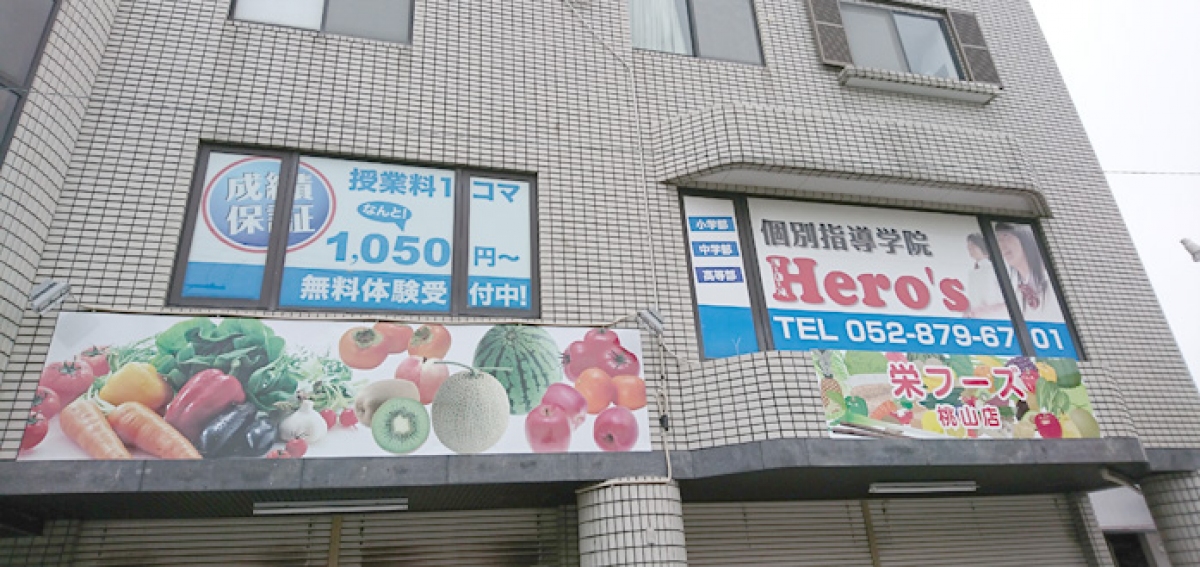 成績
保証
授業料1コマ
なんと!
1,050円～
無料体験受付中!
小学部
中学部
高等部
個別指導学院
Hero's
TEL 052-879-6701
栄フーズ
桃山店